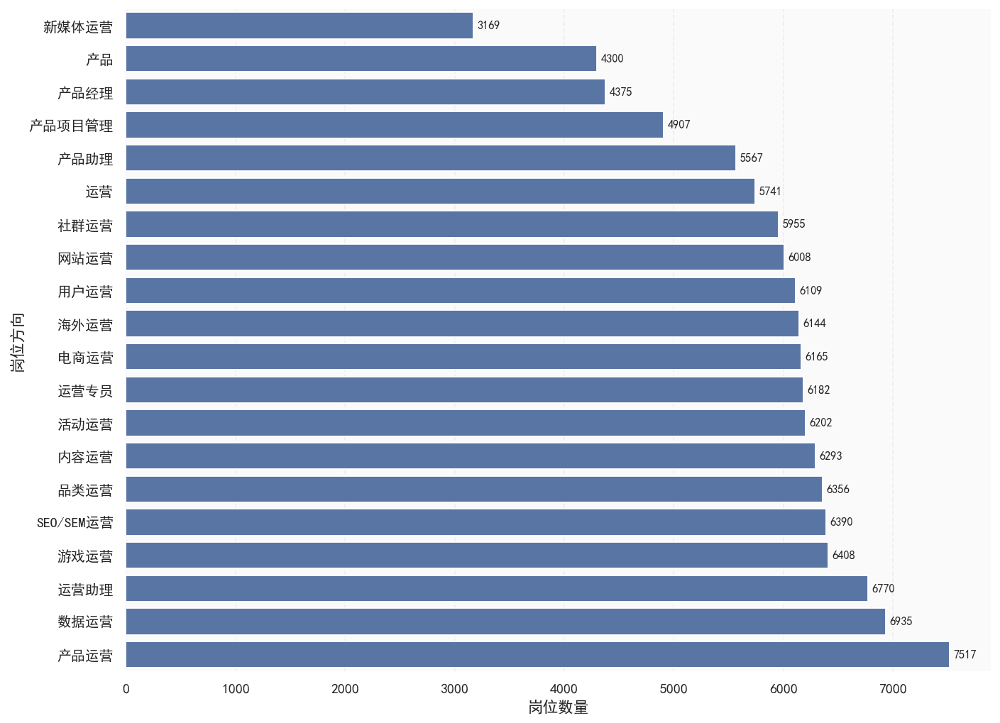 新媒体运营 3169
产品 4300
产品经理 4375
产品项目管理 4907
产品助理 5567
运营 5741
社群运营 5955
网站运营 6008
用户运营 6109
海外运营 6144
电商运营 6165
运营专员 6182
活动运营 6202
内容运营 6293
品类运营 6356
SEO/SEM运营 6390
游戏运营 6408
运营助理 6770
数据运营 6935
产品运营 7517
岗位方向
0 1000 2000 3000 4000 5000 6000 7000
岗位数量